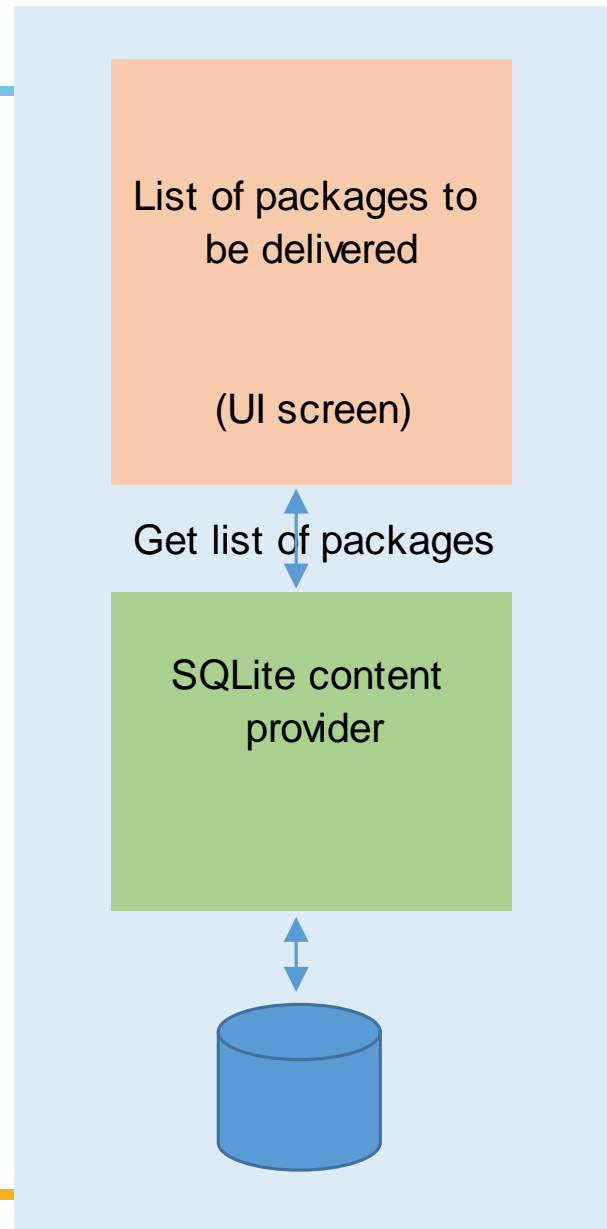 List of packages to
be delivered
(UI screen)
Get list of packages
SQLite content
provider